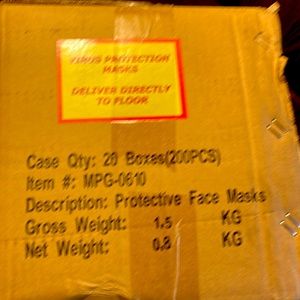 VIRUS PROTECTION
MASKS
DELIVER DIRECTLY
TO FLOOR
Case Qty: 20 Boxes(200PCS)
Item #: MPG-0610
Description: Protective Face Masks
Gross Weight: 1.5 KG
Net Weight: 0.8 KG